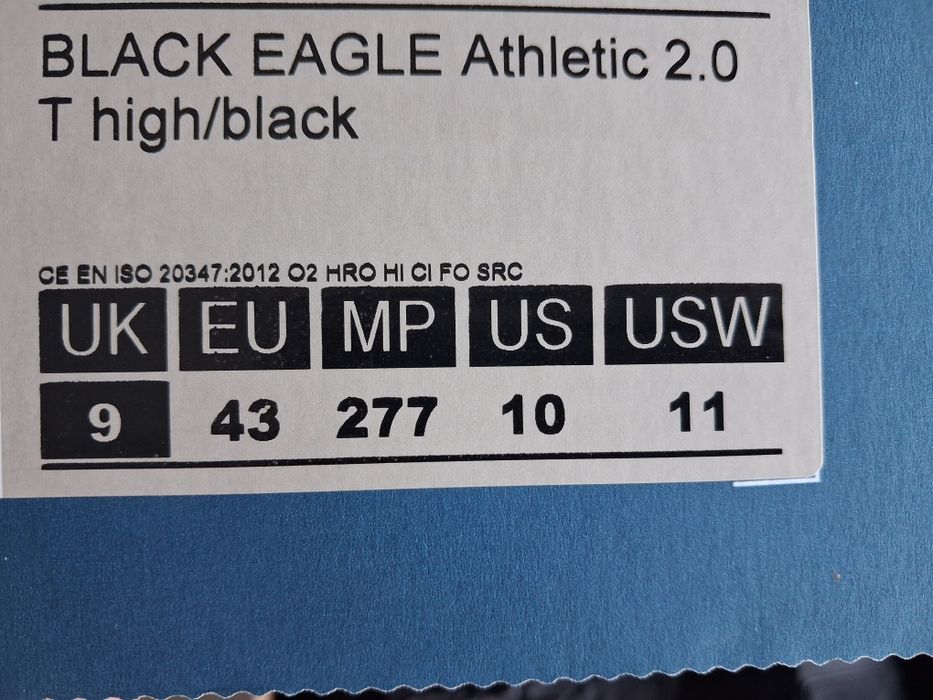 BLACK EAGLE Athletic 2.0
T high/black
CE EN ISO 20347:2012 O2 HRO HI CI FO SRC
UK EU MP US USW
9 43 277 10 11